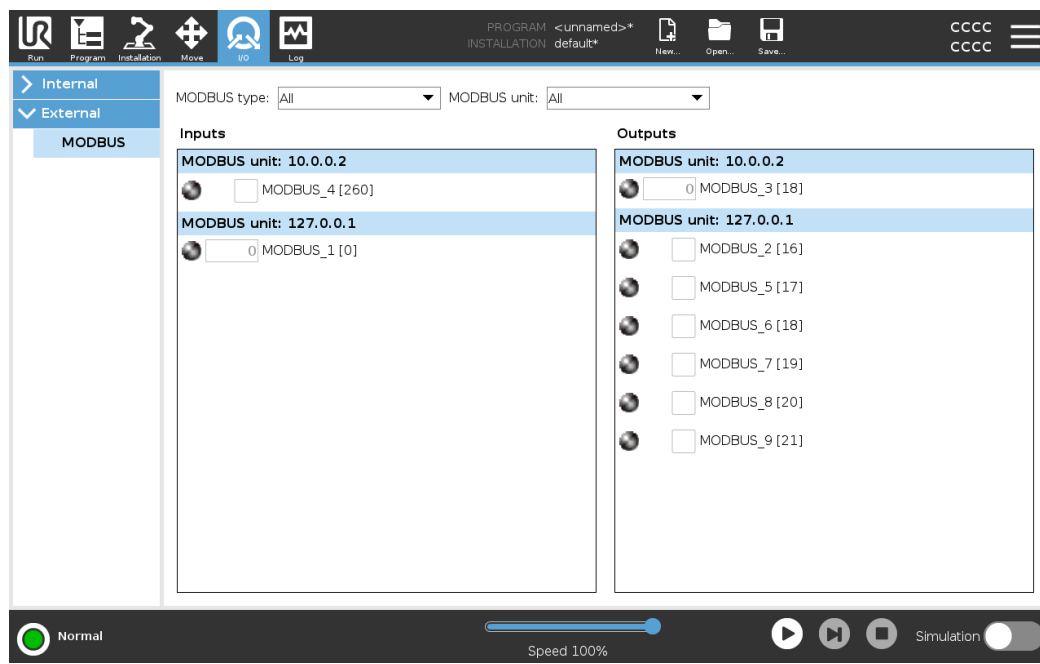 PROGRAM <unnamed>*
INSTALLATION default*
UR
Run Program Installation Move I/O Log
New... Open... Save...
CCCC
CCCC
Internal
External
MODBUS
MODBUS type: All MODBUS unit: All
Inputs
MODBUS unit: 10.0.0.2
MODBUS_4 [260]
MODBUS unit: 127.0.0.1
0 MODBUS_1 [0]
Outputs
MODBUS unit: 10.0.0.2
0 MODBUS_3 [18]
MODBUS unit: 127.0.0.1
MODBUS_2 [16]
MODBUS_5 [17]
MODBUS_6 [18]
MODBUS_7 [19]
MODBUS_8 [20]
MODBUS_9 [21]
Normal
Speed 100%
Simulation